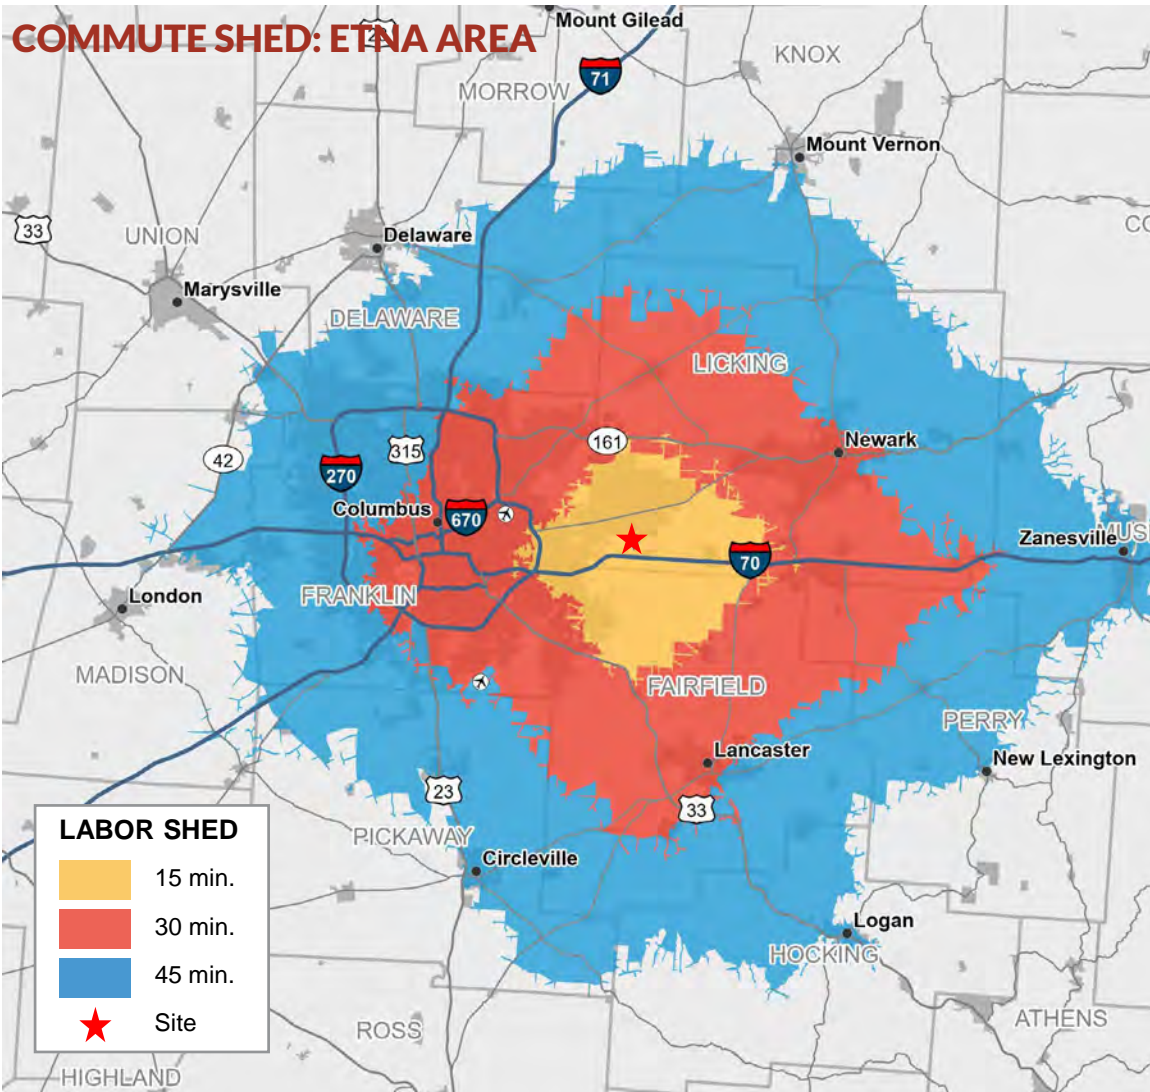 COMMUTE SHED: ETNA AREA
Mount Gilead
KNOX
71
MORROW
Mount Vernon
33
UNION
Delaware
CO
Marysville
DELAWARE
LICKING
161
Newark
315
42
270
Columbus
670
Zanesville
MUSK
70
London
FRANKLIN
MADISON
FAIRFIELD
PERRY
Lancaster
New Lexington
23
33
LABOR SHED
15 min.
30 min.
45 min.
Site
PICKAWAY
Circleville
Logan
HOCKING
ROSS
ATHENS
HIGHLAND